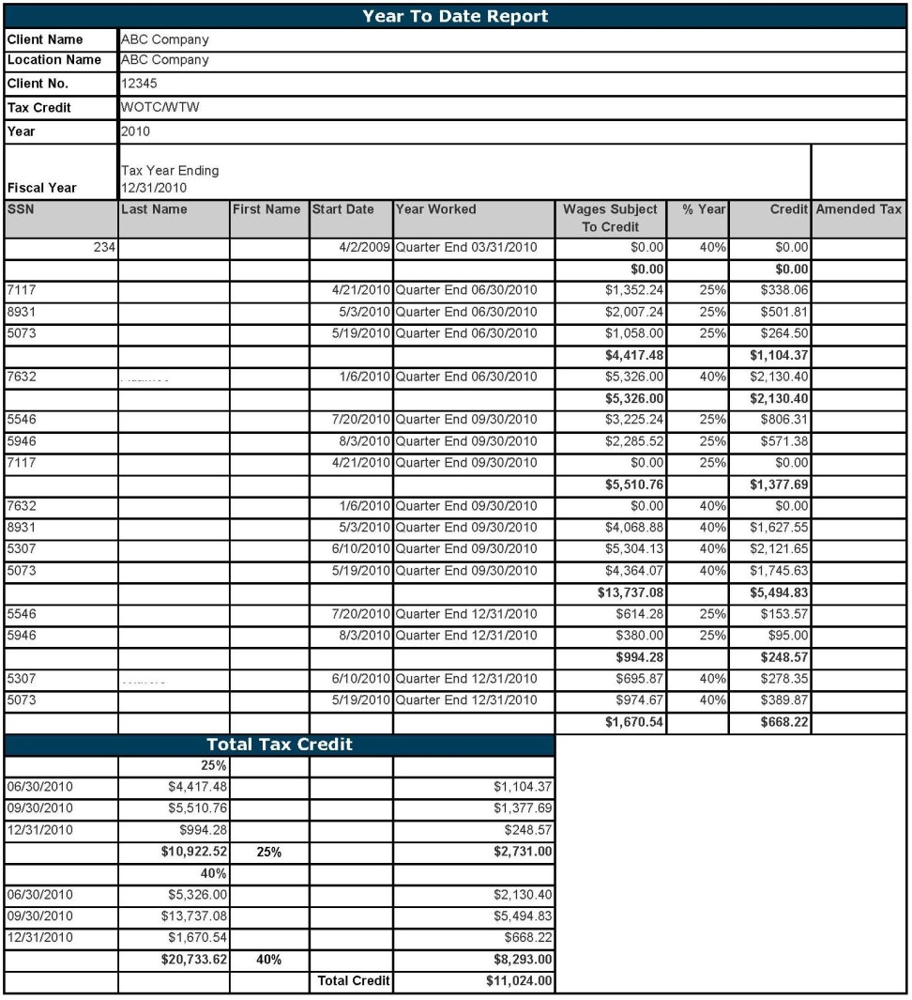 Year To Date Report
Client Name ABC Company
Location Name ABC Company
Client No. 12345
Tax Credit WOTC/WTW
Year 2010
Tax Year Ending
Fiscal Year 12/31/2010
SSN Last Name First Name Start Date Year Worked Wages Subject % Year Credit Amended Tax
To Credit
234 4/2/2009 Quarter End 03/31/2010 $0.00 40% $0.00
$0.00 $0.00
7117 4/21/2010 Quarter End 06/30/2010 $1,352.24 25% $338.06
8931 5/3/2010 Quarter End 06/30/2010 $2,007.24 25% $501.81
5073 5/19/2010 Quarter End 06/30/2010 $1,058.00 25% $264.50
$4,417.48 $1,104.37
7632 1/6/2010 Quarter End 06/30/2010 $5,326.00 40% $2,130.40
$5,326.00 $2,130.40
5546 7/20/2010 Quarter End 09/30/2010 $3,225.24 25% $806.31
5946 8/3/2010 Quarter End 09/30/2010 $2,285.52 25% $571.38
7117 4/21/2010 Quarter End 09/30/2010 $0.00 25% $0.00
$5,510.76 $1,377.69
7632 1/6/2010 Quarter End 09/30/2010 $0.00 40% $0.00
8931 5/3/2010 Quarter End 09/30/2010 $4,068.88 40% $1,627.55
5307 6/10/2010 Quarter End 09/30/2010 $5,304.13 40% $2,121.65
5073 5/19/2010 Quarter End 09/30/2010 $4,364.07 40% $1,745.63
$13,737.08 $5,494.83
5546 7/20/2010 Quarter End 12/31/2010 $614.28 25% $153.57
5946 8/3/2010 Quarter End 12/31/2010 $380.00 25% $95.00
$994.28 $248.57
5307 6/10/2010 Quarter End 12/31/2010 $695.87 40% $278.35
5073 5/19/2010 Quarter End 12/31/2010 $974.67 40% $389.87
$1,670.54 $668.22
Total Tax Credit
25%
06/30/2010 $4,417.48 $1,104.37
09/30/2010 $5,510.76 $1,377.69
12/31/2010 $994.28 $248.57
$10,922.52 25% $2,731.00
40%
06/30/2010 $5,326.00 $2,130.40
09/30/2010 $13,737.08 $5,494.83
12/31/2010 $1,670.54 $668.22
$20,733.62 40% $8,293.00
Total Credit $11,024.00